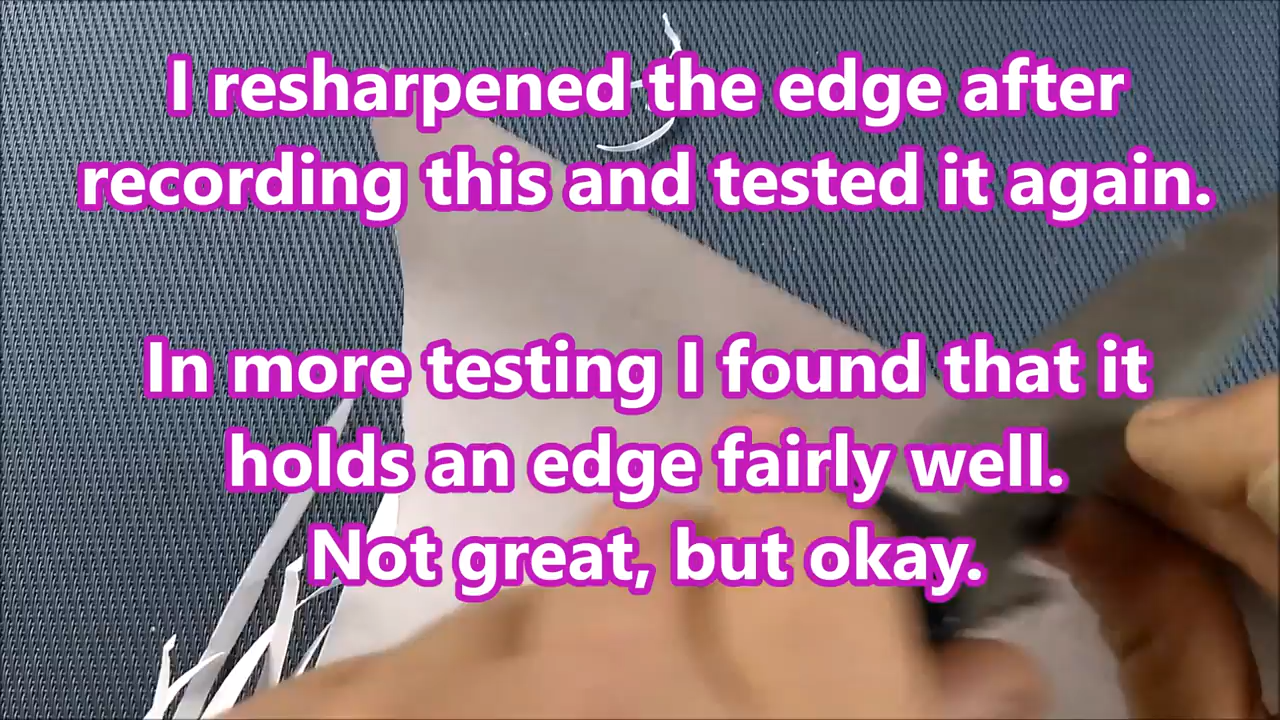 I resharpened the edge after
recording this and tested it again.
In more testing I found that it
holds an edge fairly well.
Not great, but okay.